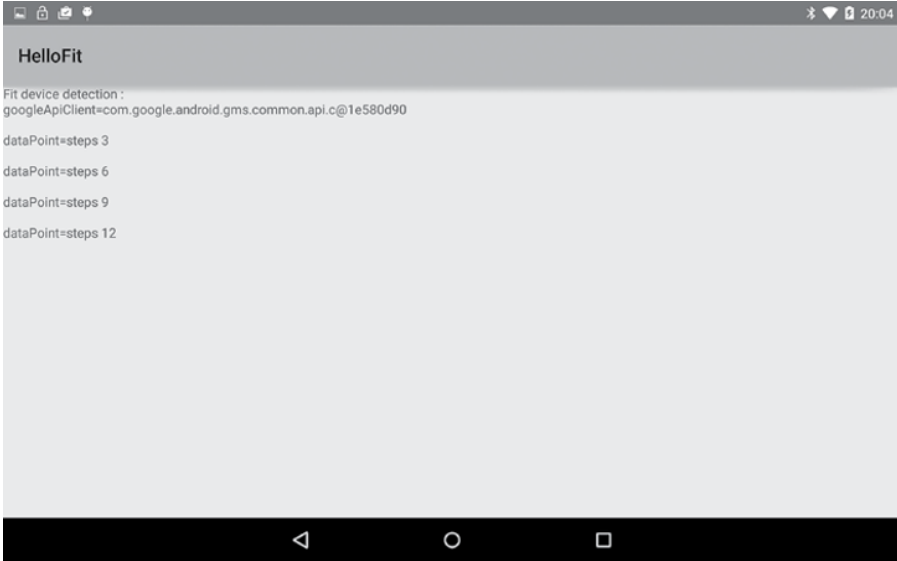 20:04
HelloFit
Fit device detection :
googleApiClient=com.google.android.gms.common.api.c@1e580d90
dataPoint=steps 3
dataPoint=steps 6
dataPoint=steps 9
dataPoint=steps 12